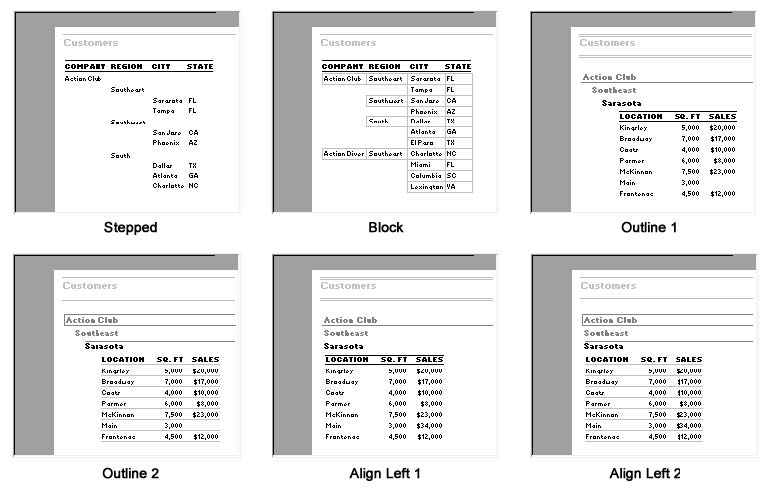 Customers
COMPANY REGION CITY STATE
Action Club
Southeast
Sarasota FL
Tampa FL
Southwest
San Jose CA
Phoenix AZ
South
Dallas TX
Atlanta GA
Charlotte NC
Stepped
Customers
COMPANY REGION CITY STATE
Action Club Southeast Sarasota FL
Tampa FL
Southwest San Jose CA
Phoenix AZ
South Dallas TX
Atlanta GA
El Paso TX
Action Diver Southeast Charlotte NC
Miami FL
Columbia SC
Lexington VA
Block
Customers
Action Club
Southeast
Sarasota
LOCATION SQ. FT SALES
Kingsley 5,000 $20,000
Broadway 7,000 $17,000
Coats 4,000 $10,000
Parmer 6,000 $8,000
McKinnon 7,500 $23,000
Main 3,000
Frontenac 4,500 $12,000
Outline 1
Customers
Action Club
Southeast
Sarasota
LOCATION SQ. FT SALES
Kingsley 5,000 $20,000
Broadway 7,000 $17,000
Coats 4,000 $10,000
Parmer 6,000 $8,000
McKinnon 7,500 $23,000
Main 3,000
Frontenac 4,500 $12,000
Outline 2
Customers
Action Club
Southeast
Sarasota
LOCATION SQ. FT SALES
Kingsley 5,000 $20,000
Broadway 7,000 $17,000
Coats 4,000 $10,000
Parmer 6,000 $8,000
McKinnon 7,500 $23,000
Main 3,000 $34,000
Frontenac 4,500 $12,000
Align Left 1
Customers
Action Club
Southeast
Sarasota
LOCATION SQ. FT SALES
Kingsley 5,000 $20,000
Broadway 7,000 $17,000
Coats 4,000 $10,000
Parmer 6,000 $8,000
McKinnon 7,500 $23,000
Main 3,000 $34,000
Frontenac 4,500 $12,000
Align Left 2